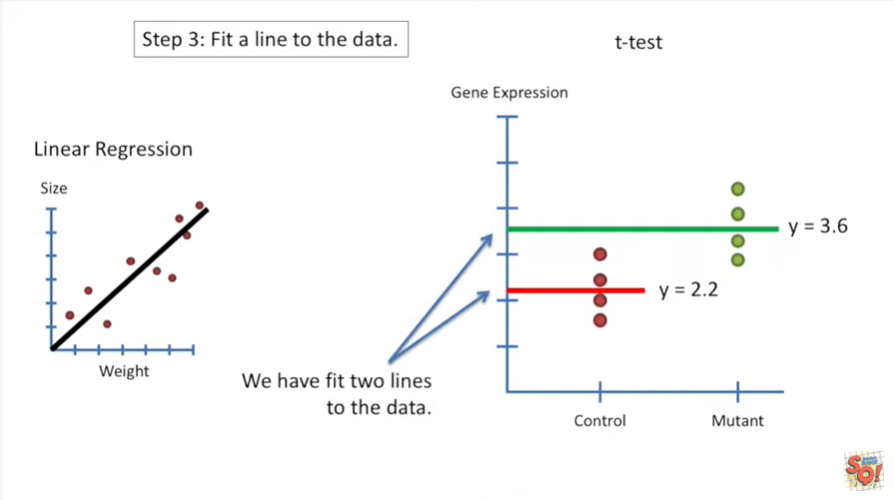 Step 3: Fit a line to the data.
t-test
Gene Expression
Linear Regression
Size
y = 3.6
y = 2.2
Weight
We have fit two lines
to the data.
Control
Mutant
SQ!